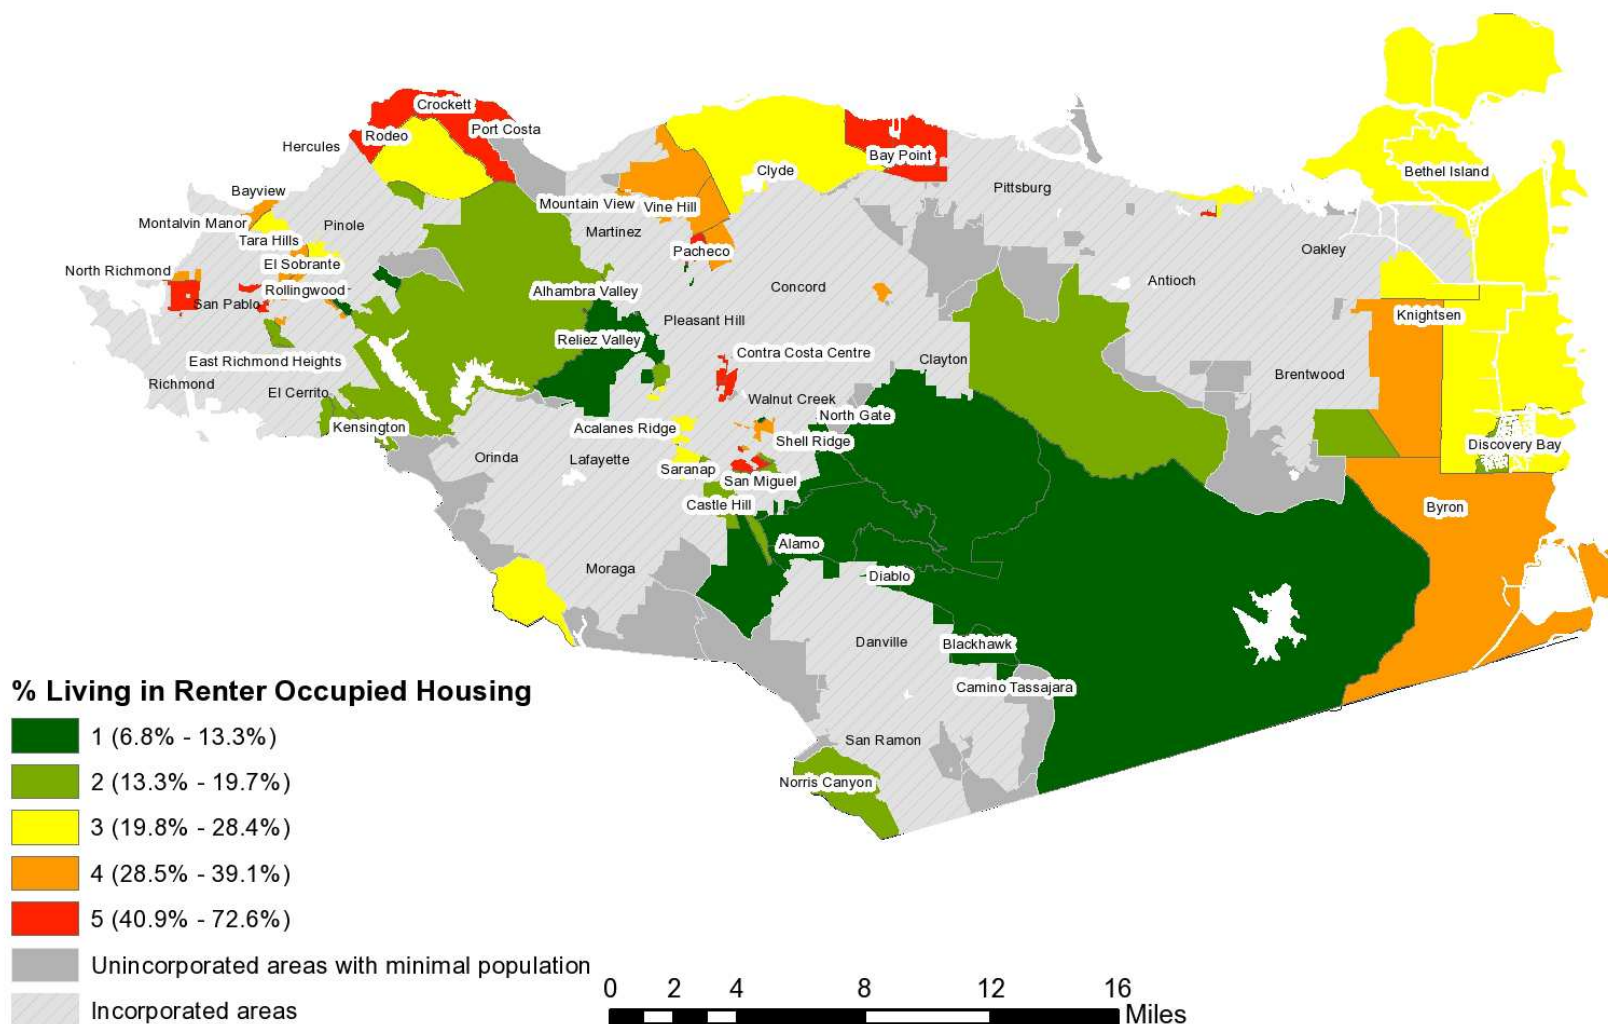 Crockett
Port Costa
Rodeo
Hercules
Bay Point
Clyde
Bethel Island
Bayview
Mountain View
Vine Hill
Pittsburg
Montalvin Manor
Pinole
Martinez
Tara Hills
Pacheco
Oakley
North Richmond
El Sobrante
Antioch
Rollingwood
Alhambra Valley
Concord
San Pablo
Knightsen
Pleasant Hill
Reliez Valley
East Richmond Heights
Contra Costa Centre
Clayton
Richmond
Brentwood
El Cerrito
Walnut Creek
North Gate
Kensington
Acalanes Ridge
Shell Ridge
Discovery Bay
Orinda
Lafayette
Saranap
San Miguel
Castle Hill
Byron
Alamo
Moraga
Diablo
Danville
Blackhawk
Camino Tassajara
San Ramon
Norris Canyon
% Living in Renter Occupied Housing
1 (6.8% - 13.3%)
2 (13.3% - 19.7%)
3 (19.8% - 28.4%)
4 (28.5% - 39.1%)
5 (40.9% - 72.6%)
Unincorporated areas with minimal population
Incorporated areas
0 2 4 8 12 16
Miles